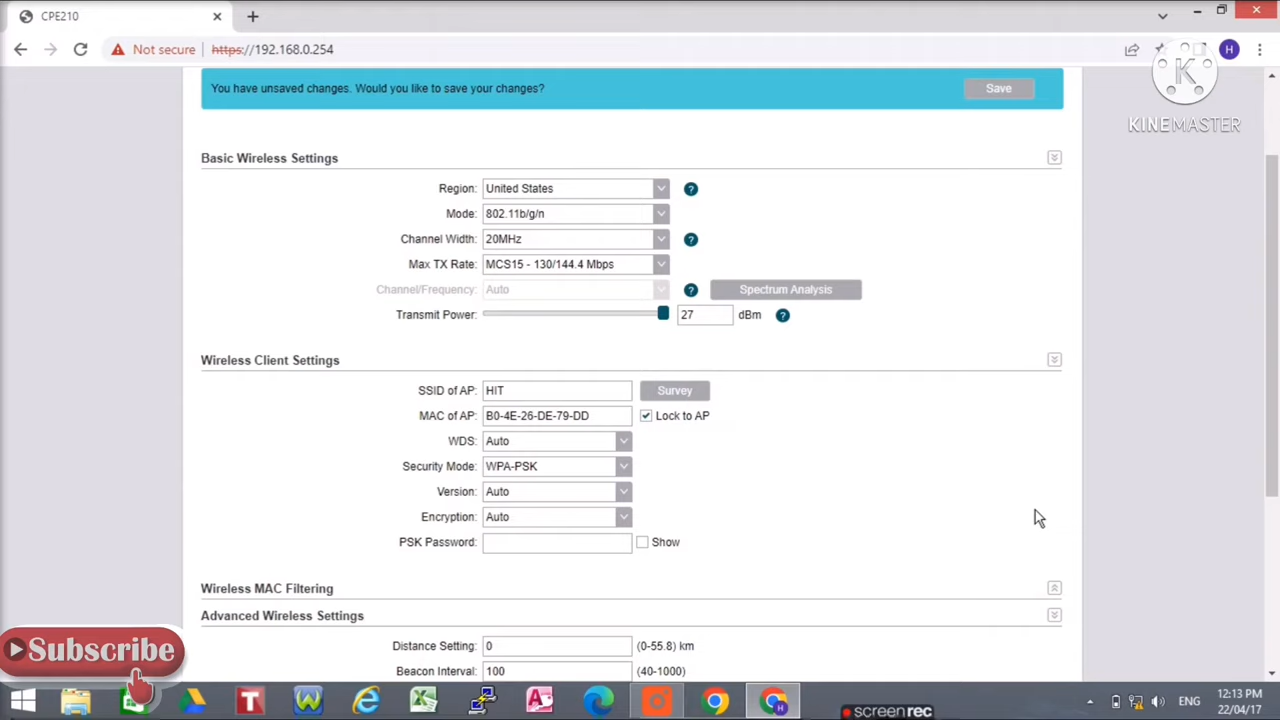 CPE210
Not secure https://192.168.0.254
H
You have unsaved changes. Would you like to save your changes? Save
K
KINEMASTER
Basic Wireless Settings
Region: United States ?
Mode: 802.11b/g/n
Channel Width: 20MHz ?
Max TX Rate: MCS15 - 130/144.4 Mbps
Channel/Frequency: Auto ? Spectrum Analysis
Transmit Power: 27 dBm ?
Wireless Client Settings
SSID of AP: HIT Survey
MAC of AP: B0-4E-26-DE-79-DD Lock to AP
WDS: Auto
Security Mode: WPA-PSK
Version: Auto
Encryption: Auto
PSK Password: Show
Wireless MAC Filtering
Advanced Wireless Settings
Distance Setting: 0 (0-55.8) km
Beacon Interval: 100 (40-1000)
Subscribe
ENG
12:13 PM
22/04/17
screen rec